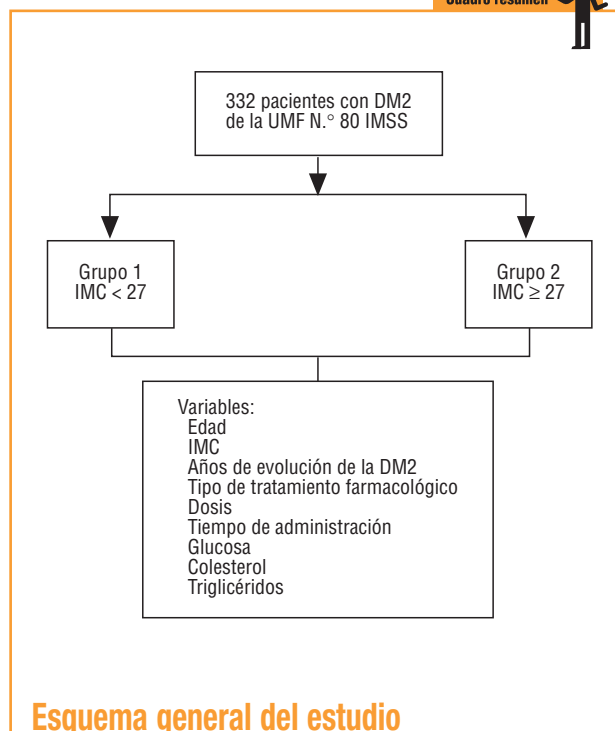 Cuadro resumen
332 pacientes con DM2
de la UMF N.° 80 IMSS
Grupo 1
IMC < 27
Grupo 2
IMC ≥ 27
Variables:
Edad
IMC
Años de evolución de la DM2
Tipo de tratamiento farmacológico
Dosis
Tiempo de administración
Glucosa
Colesterol
Triglicéridos
Esquema general del estudio